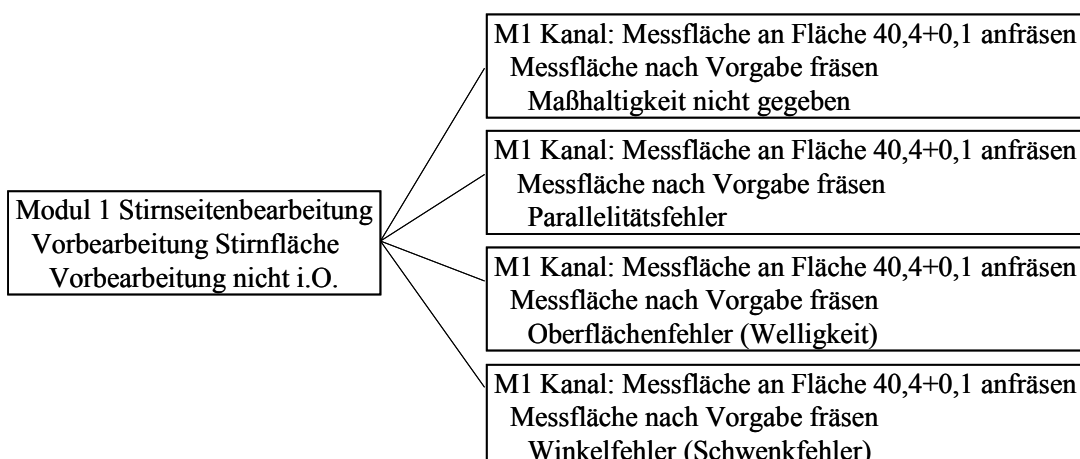 M1 Kanal: Messfläche an Fläche 40,4+0,1 anfräsen
Messfläche nach Vorgabe fräsen
Maßhaltigkeit nicht gegeben
M1 Kanal: Messfläche an Fläche 40,4+0,1 anfräsen
Messfläche nach Vorgabe fräsen
Parallelitätsfehler
Modul 1 Stirnseitenbearbeitung
Vorbearbeitung Stirnfläche
Vorbearbeitung nicht i.O.
M1 Kanal: Messfläche an Fläche 40,4+0,1 anfräsen
Messfläche nach Vorgabe fräsen
Oberflächenfehler (Welligkeit)
M1 Kanal: Messfläche an Fläche 40,4+0,1 anfräsen
Messfläche nach Vorgabe fräsen
Winkelfehler (Schwenkfehler)